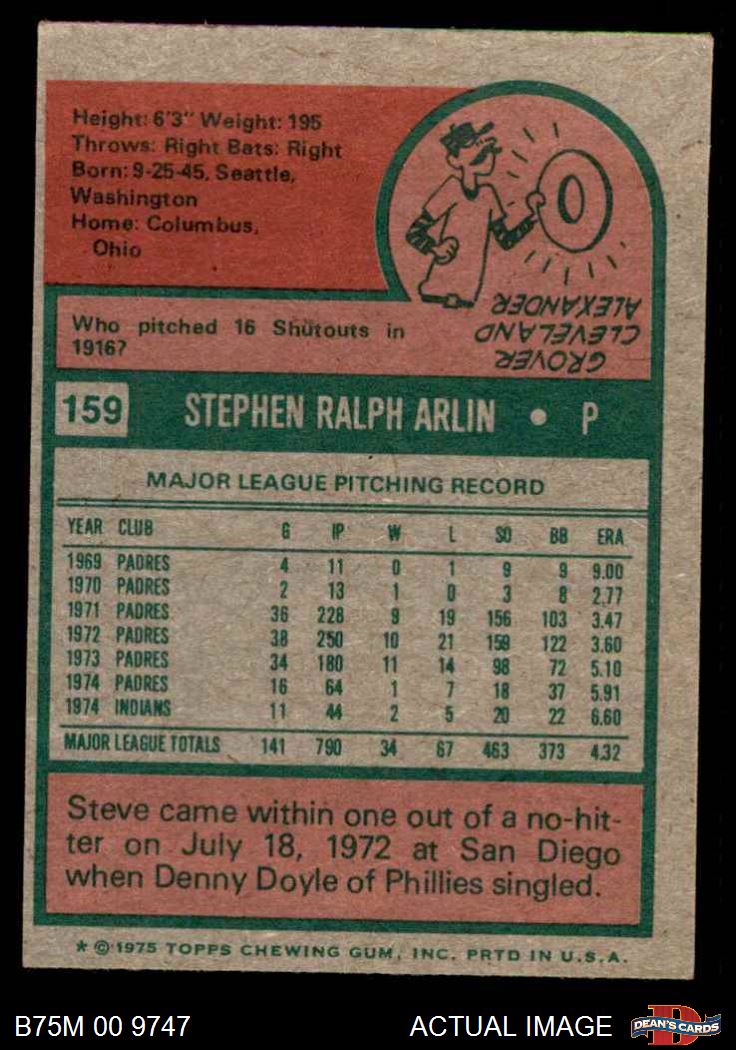 Height: 6'3" Weight: 195
Throws: Right Bats: Right
Born: 9-25-45, Seattle,
Washington
Home: Columbus,
Ohio
0
Who pitched 16 Shutouts in
1916?
GROVER
CLEVELAND
ALEXANDER
159 STEPHEN RALPH ARLIN • P
MAJOR LEAGUE PITCHING RECORD
YEAR CLUB G IP W L SO BB ERA
1969 PADRES 4 11 0 1 9 9 9.00
1970 PADRES 2 13 1 0 3 8 2.77
1971 PADRES 36 228 9 19 156 103 3.47
1972 PADRES 38 250 10 21 159 122 3.60
1973 PADRES 34 180 11 14 98 72 5.10
1974 PADRES 16 64 1 7 18 37 5.91
1974 INDIANS 11 44 2 5 20 22 6.60
MAJOR LEAGUE TOTALS 141 790 34 67 463 373 4.32
Steve came within one out of a no-hit-
ter on July 18, 1972 at San Diego
when Denny Doyle of Phillies singled.
* © 1975 TOPPS CHEWING GUM, INC. PRTD IN U.S.A.
B75M 00 9747 ACTUAL IMAGE D DEAN'S CARDS